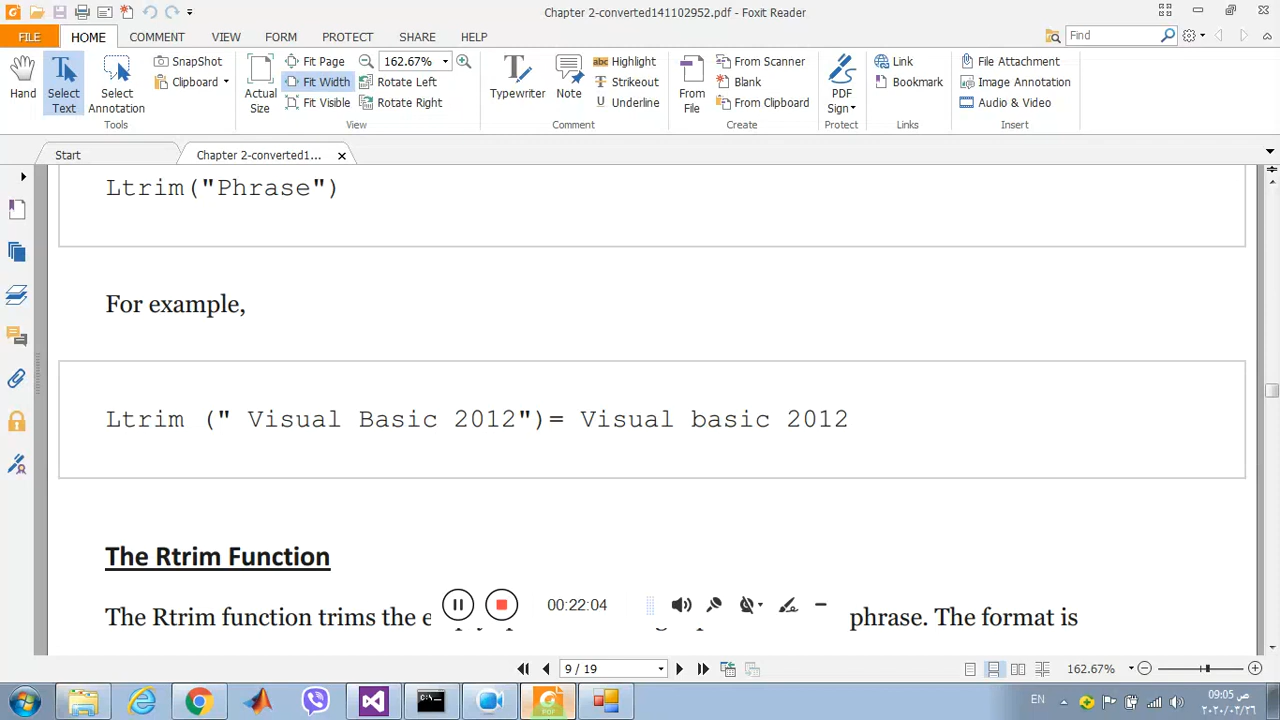 Chapter 2-converted141102952.pdf - Foxit Reader
FILE HOME COMMENT VIEW FORM PROTECT SHARE HELP
Find
Hand
Select Text
Select Annotation
SnapShot
Clipboard
Tools
Actual Size
Fit Page
Fit Width
Fit Visible
162.67%
Rotate Left
Rotate Right
View
Typewriter
Note
Highlight
Strikeout
Underline
Comment
From File
From Scanner
Blank
From Clipboard
Create
PDF Sign
Protect
Link
Bookmark
Links
File Attachment
Image Annotation
Audio & Video
Insert
Start
Chapter 2-converted1...
Ltrim("Phrase")
For example,
Ltrim (" Visual Basic 2012")= Visual basic 2012
The Rtrim Function
The Rtrim function trims the phrase. The format is
00:22:04
9 / 19
162.67%
EN
09:05 ص
٢٠٢٠/٠٣/٢٦